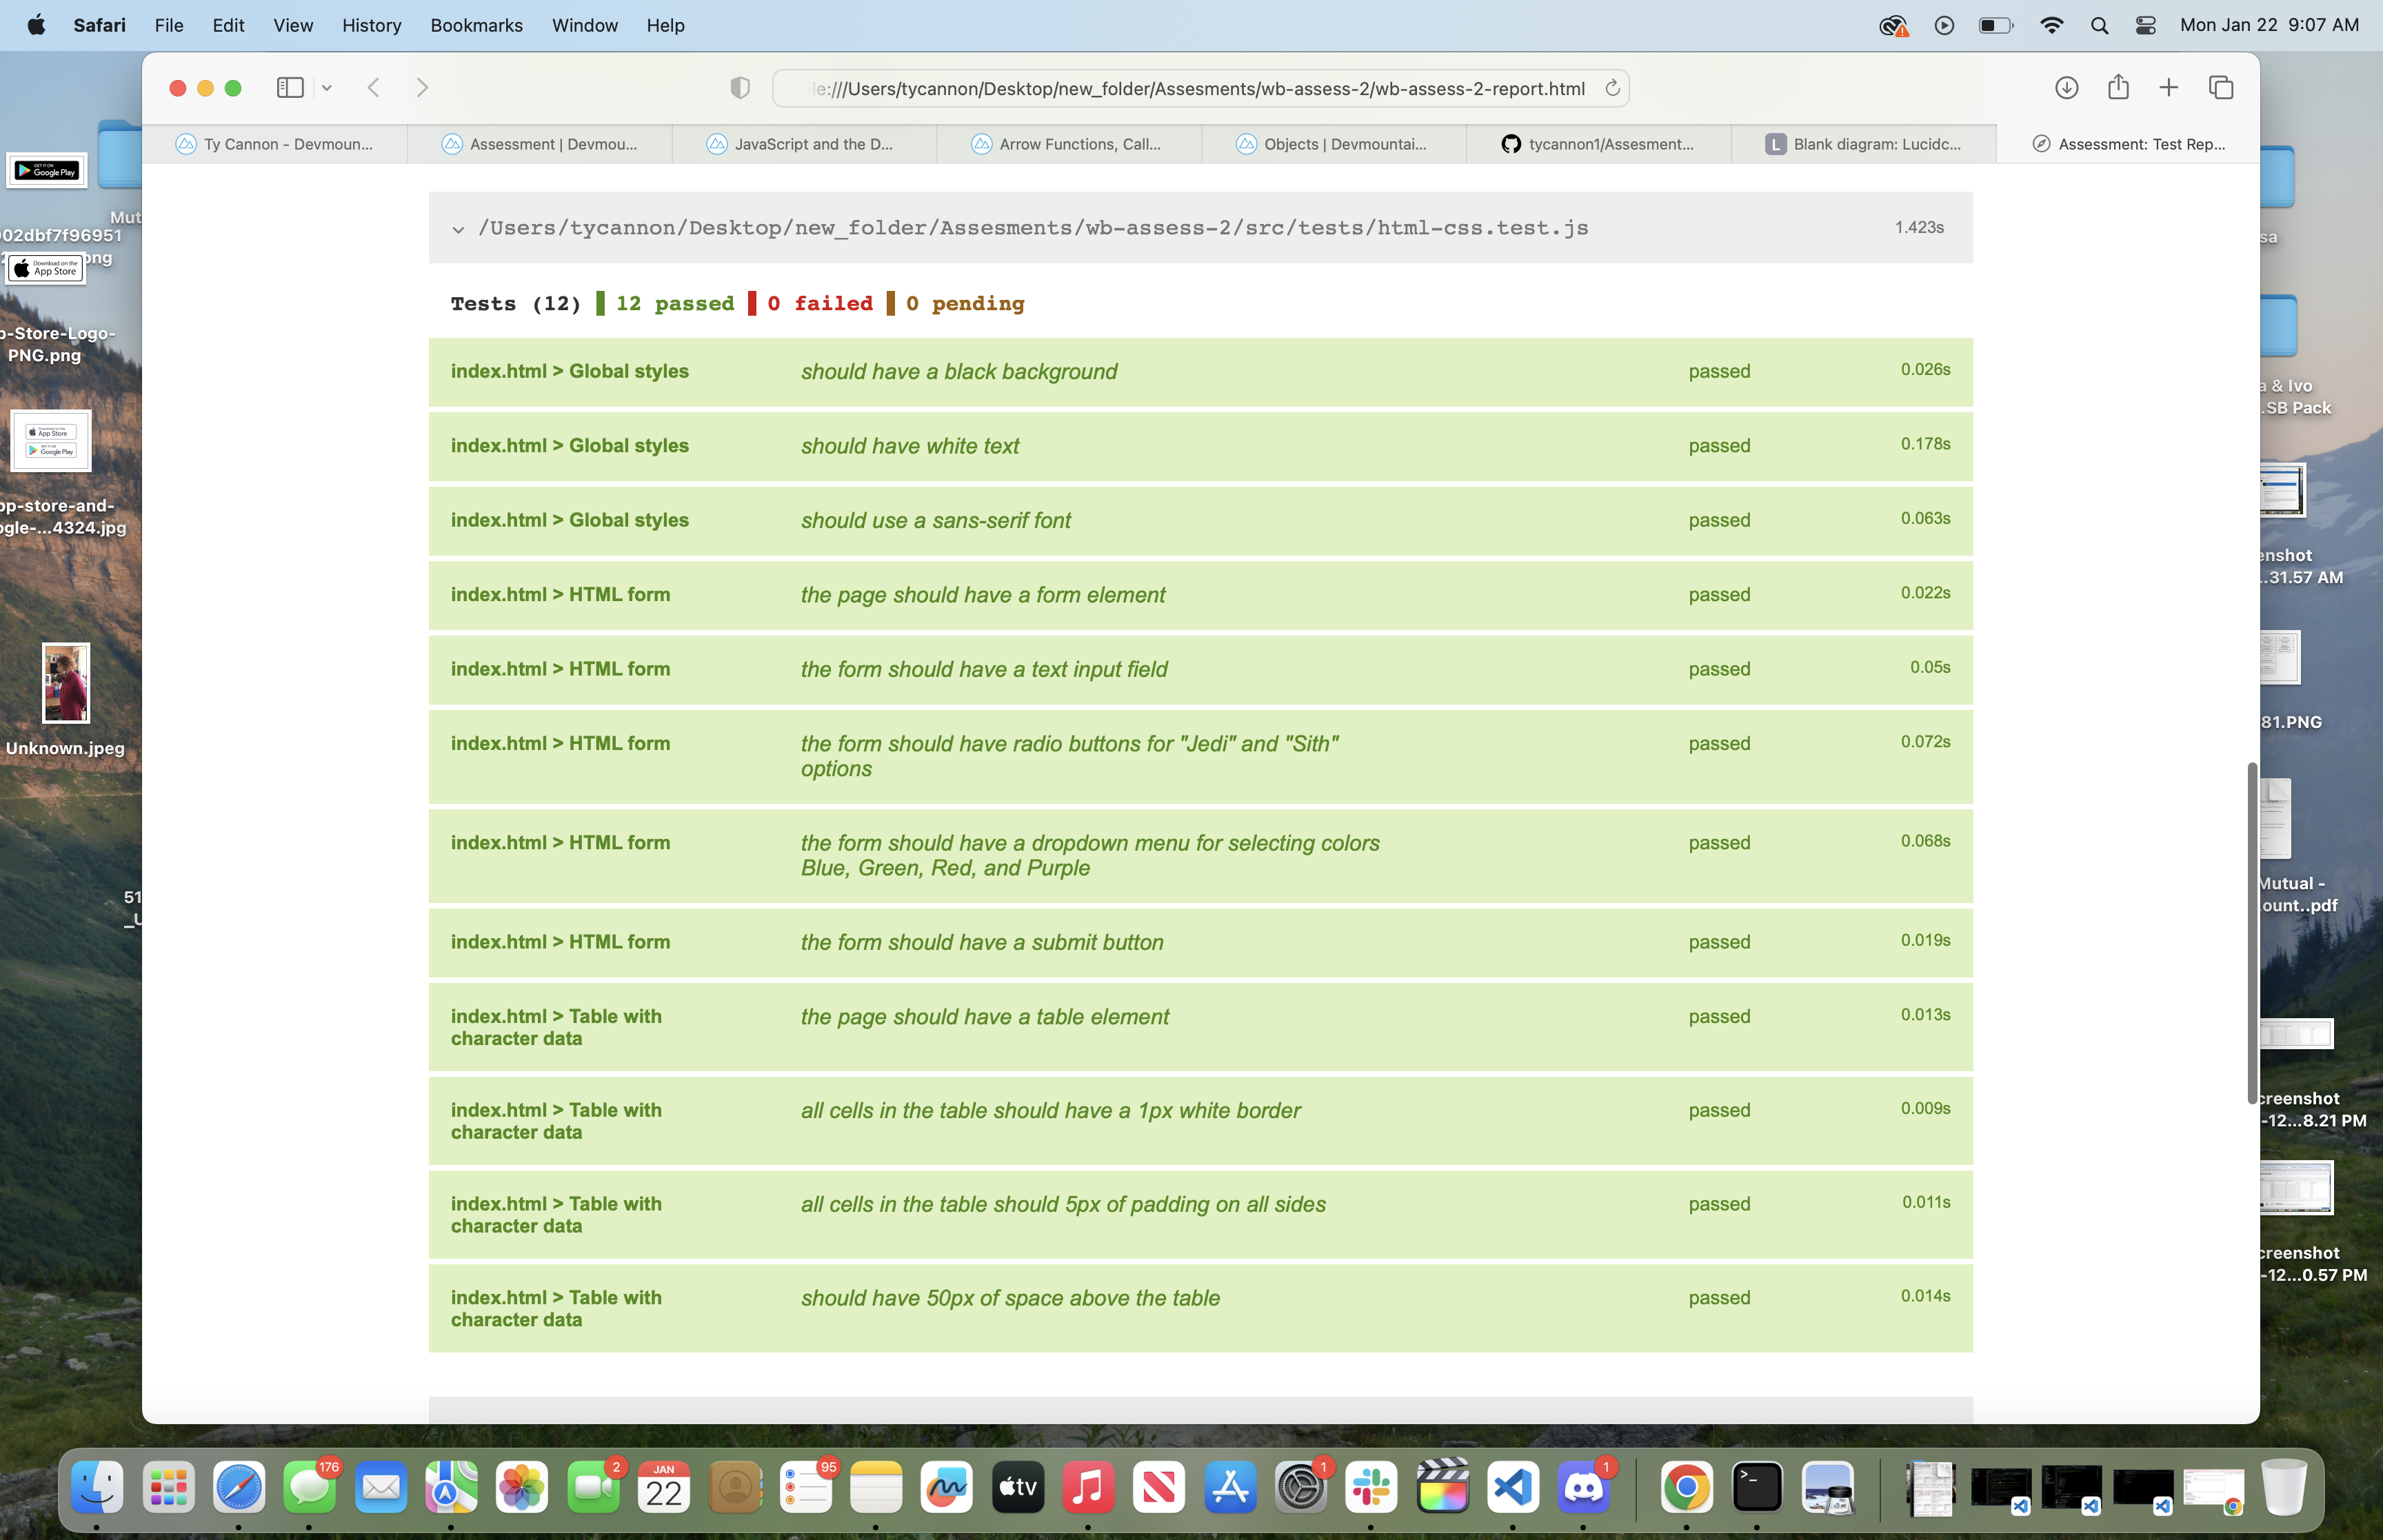 Safari File Edit View History Bookmarks Window Help Mon Jan 22 9:07 AM
le:///Users/tycannon/Desktop/new_folder/Assesments/wb-assess-2/wb-assess-2-report.html
Ty Cannon - Devmoun... Assessment | Devmou... JavaScript and the D... Arrow Functions, Call... Objects | Devmountai... tycannon1/Assesment... L Blank diagram: Lucidc... Assessment: Test Rep...
/Users/tycannon/Desktop/new_folder/Assesments/wb-assess-2/src/tests/html-css.test.js 1.423s
Tests (12) 12 passed 0 failed 0 pending
index.html > Global styles should have a black background passed 0.026s
index.html > Global styles should have white text passed 0.178s
index.html > Global styles should use a sans-serif font passed 0.063s
index.html > HTML form the page should have a form element passed 0.022s
index.html > HTML form the form should have a text input field passed 0.05s
index.html > HTML form the form should have radio buttons for "Jedi" and "Sith" passed 0.072s
options
index.html > HTML form the form should have a dropdown menu for selecting colors passed 0.068s
Blue, Green, Red, and Purple
index.html > HTML form the form should have a submit button passed 0.019s
index.html > Table with the page should have a table element passed 0.013s
character data
index.html > Table with all cells in the table should have a 1px white border passed 0.009s
character data
index.html > Table with all cells in the table should 5px of padding on all sides passed 0.011s
character data
index.html > Table with should have 50px of space above the table passed 0.014s
character data
GET IT ON
Google Play
Mut
02dbf7f96951
png
Download on the
App Store
p-Store-Logo-
PNG.png
App Store
Google Play
pp-store-and-
ogle-...4324.jpg
Unknown.jpeg
51
_U
sa
a & Ivo
.SB Pack
enshot
..31.57 AM
81.PNG
Mutual -
ount..pdf
creenshot
-12...8.21 PM
creenshot
-12...0.57 PM
176 2 JAN 22 95 tv 1 1